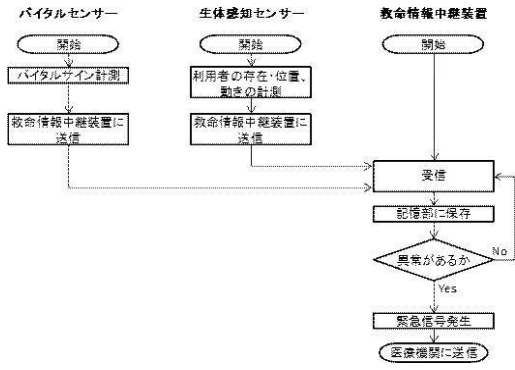 バイタルセンサー
生体感知センサー
救命情報中継装置
開始
開始
開始
バイタルサイン計測
利用者の存在・位置、
動きの計測
救命情報中継装置に
送信
救命情報中継装置に
送信
受信
記憶部に保存
異常があるか
No
Yes
緊急信号発生
医療機関に送信